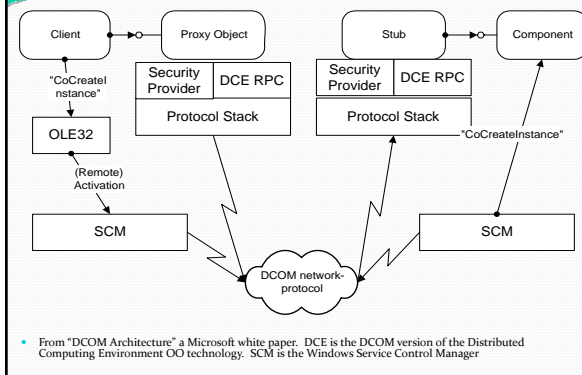 Client
Proxy Object
Stub
Component
"CoCreateI
nstance"
Security
Provider
DCE RPC
Security
Provider
DCE RPC
OLE32
Protocol Stack
Protocol Stack
"CoCreateInstance"
(Remote)
Activation
SCM
SCM
DCOM network-
protocol
• From "DCOM Architecture" a Microsoft white paper. DCE is the DCOM version of the Distributed
Computing Environment OO technology. SCM is the Windows Service Control Manager